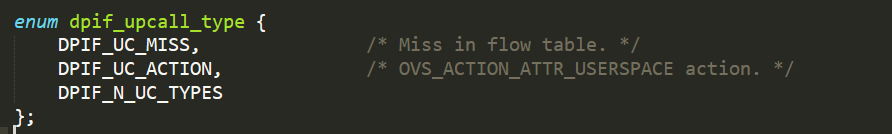 enum dpif_upcall_type {
    DPIF_UC_MISS,               /* Miss in flow table. */
    DPIF_UC_ACTION,             /* OVS_ACTION_ATTR_USERSPACE action. */
    DPIF_N_UC_TYPES
};